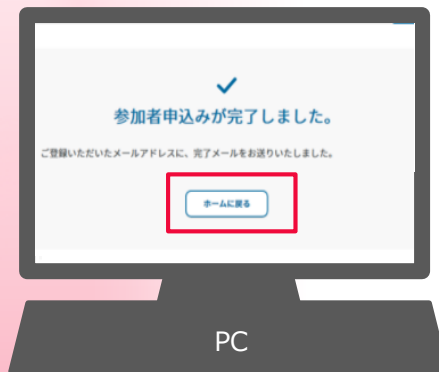 参加者申込みが完了しました。
ご登録いただいたメールアドレスに、完了メールをお送りいたしました。
ホームに戻る
PC